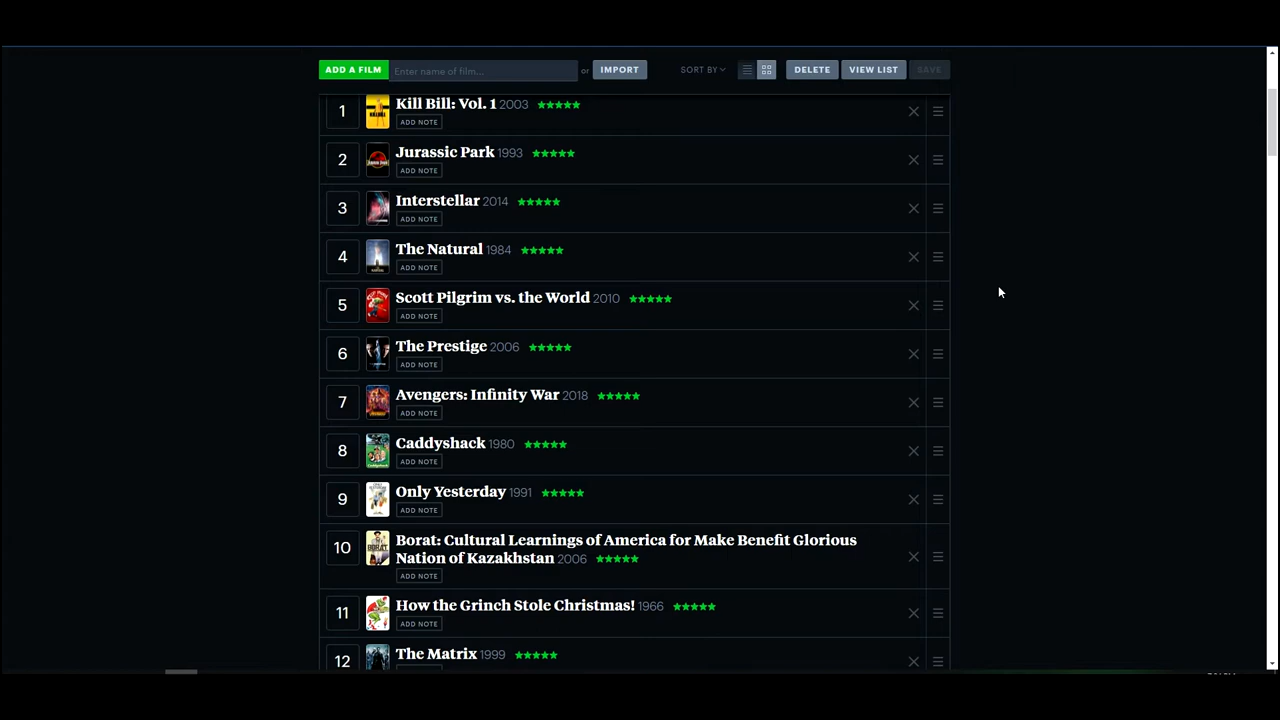 ADD A FILM Enter name of film... or IMPORT SORT BY DELETE VIEW LIST SAVE
1 Kill Bill: Vol. 1 2003 ★★★★★
ADD NOTE
2 Jurassic Park 1993 ★★★★★
ADD NOTE
3 Interstellar 2014 ★★★★★
ADD NOTE
4 The Natural 1984 ★★★★★
ADD NOTE
5 Scott Pilgrim vs. the World 2010 ★★★★★
ADD NOTE
6 The Prestige 2006 ★★★★★
ADD NOTE
7 Avengers: Infinity War 2018 ★★★★★
ADD NOTE
8 Caddyshack 1980 ★★★★★
ADD NOTE
9 Only Yesterday 1991 ★★★★★
ADD NOTE
10 Borat: Cultural Learnings of America for Make Benefit Glorious
Nation of Kazakhstan 2006 ★★★★★
ADD NOTE
11 How the Grinch Stole Christmas! 1966 ★★★★★
ADD NOTE
12 The Matrix 1999 ★★★★★